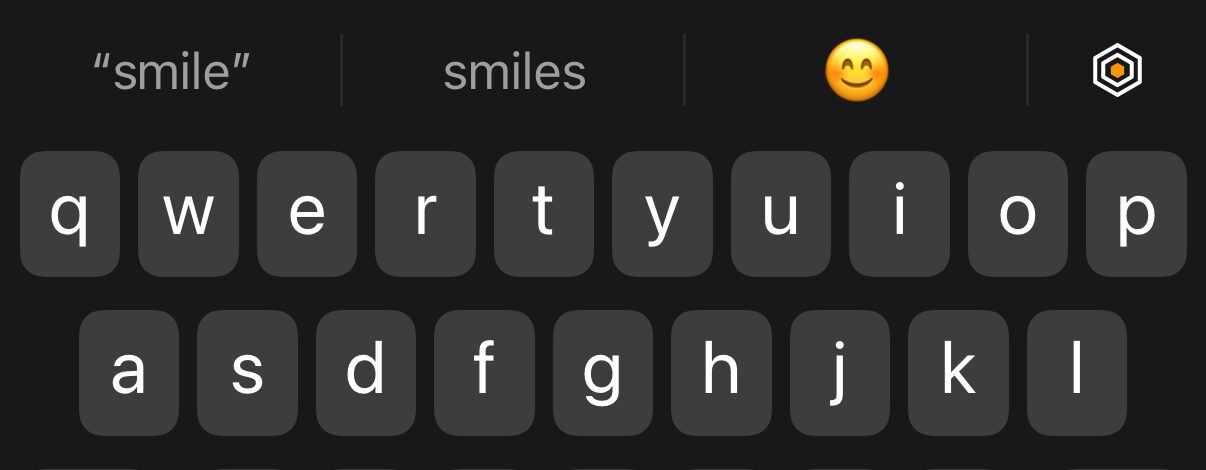 “smile” smiles 😊
q w e r t y u i o p
a s d f g h j k l